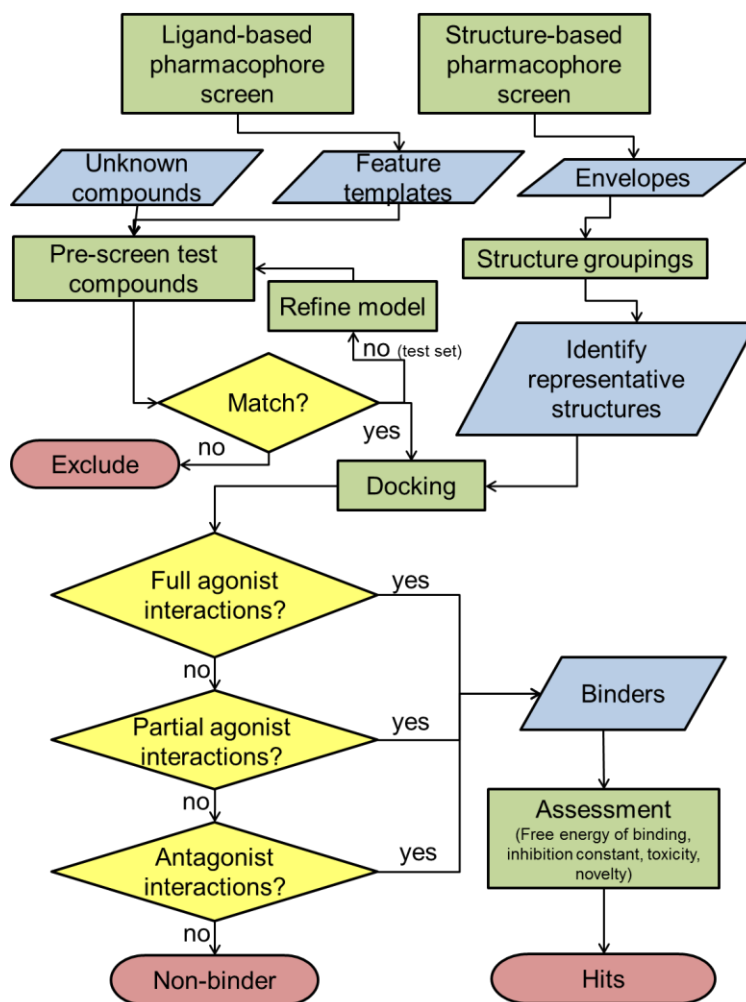 Ligand-based
pharmacophore
screen
Structure-based
pharmacophore
screen
Unknown
compounds
Feature
templates
Envelopes
Pre-screen test
compounds
Structure groupings
Refine model
no (test set)
Identify
representative
structures
Match?
yes
no
Exclude
Docking
Full agonist
interactions?
yes
no
Binders
Partial agonist
interactions?
yes
no
Assessment
(Free energy of binding,
inhibition constant, toxicity,
novelty)
Antagonist
interactions?
yes
no
Non-binder
Hits